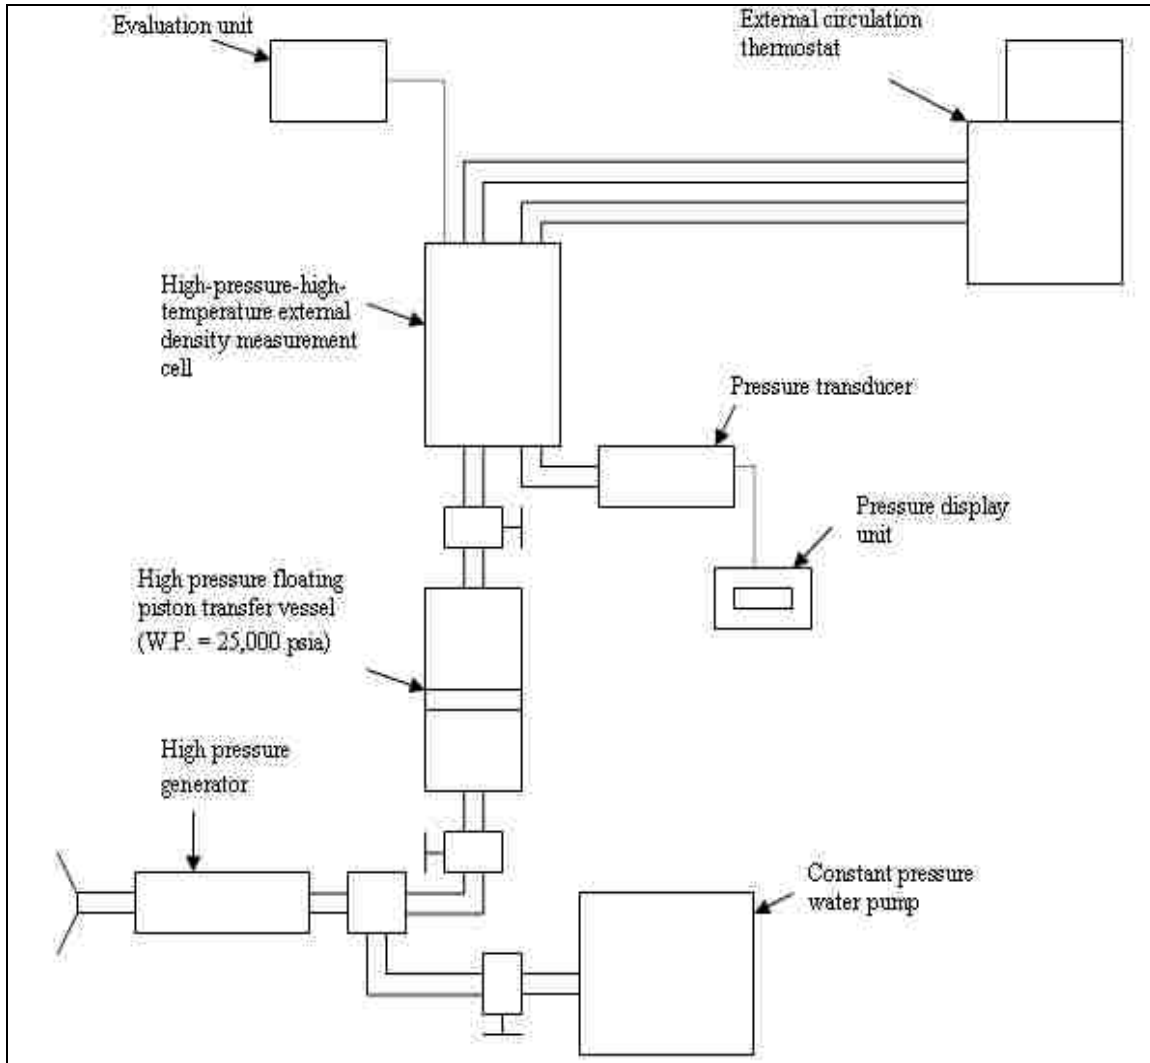 Evaluation unit
External circulation
thermostat
High-pressure-high-
temperature external
density measurement
cell
Pressure transducer
Pressure display
unit
High pressure floating
piston transfer vessel
(W.P. = 25,000 psia)
High pressure
generator
Constant pressure
water pump